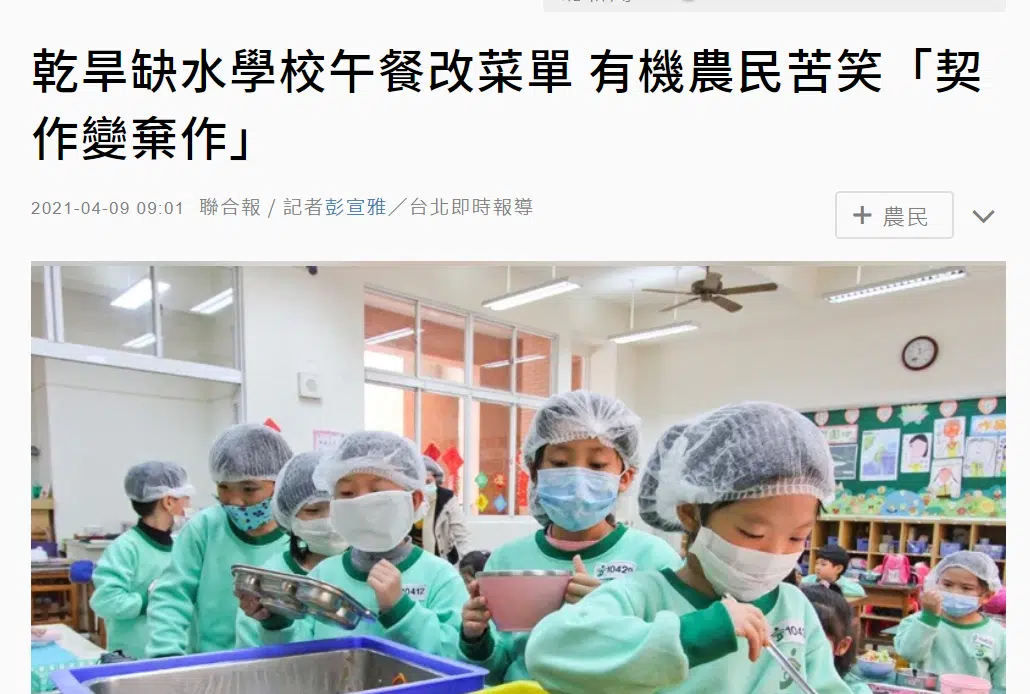 乾旱缺水學校午餐改菜單 有機農民苦笑「契
作變棄作」
2021-04-09 09:01 聯合報 / 記者彭宣雅／台北即時報導
+ 農民
10412
10420